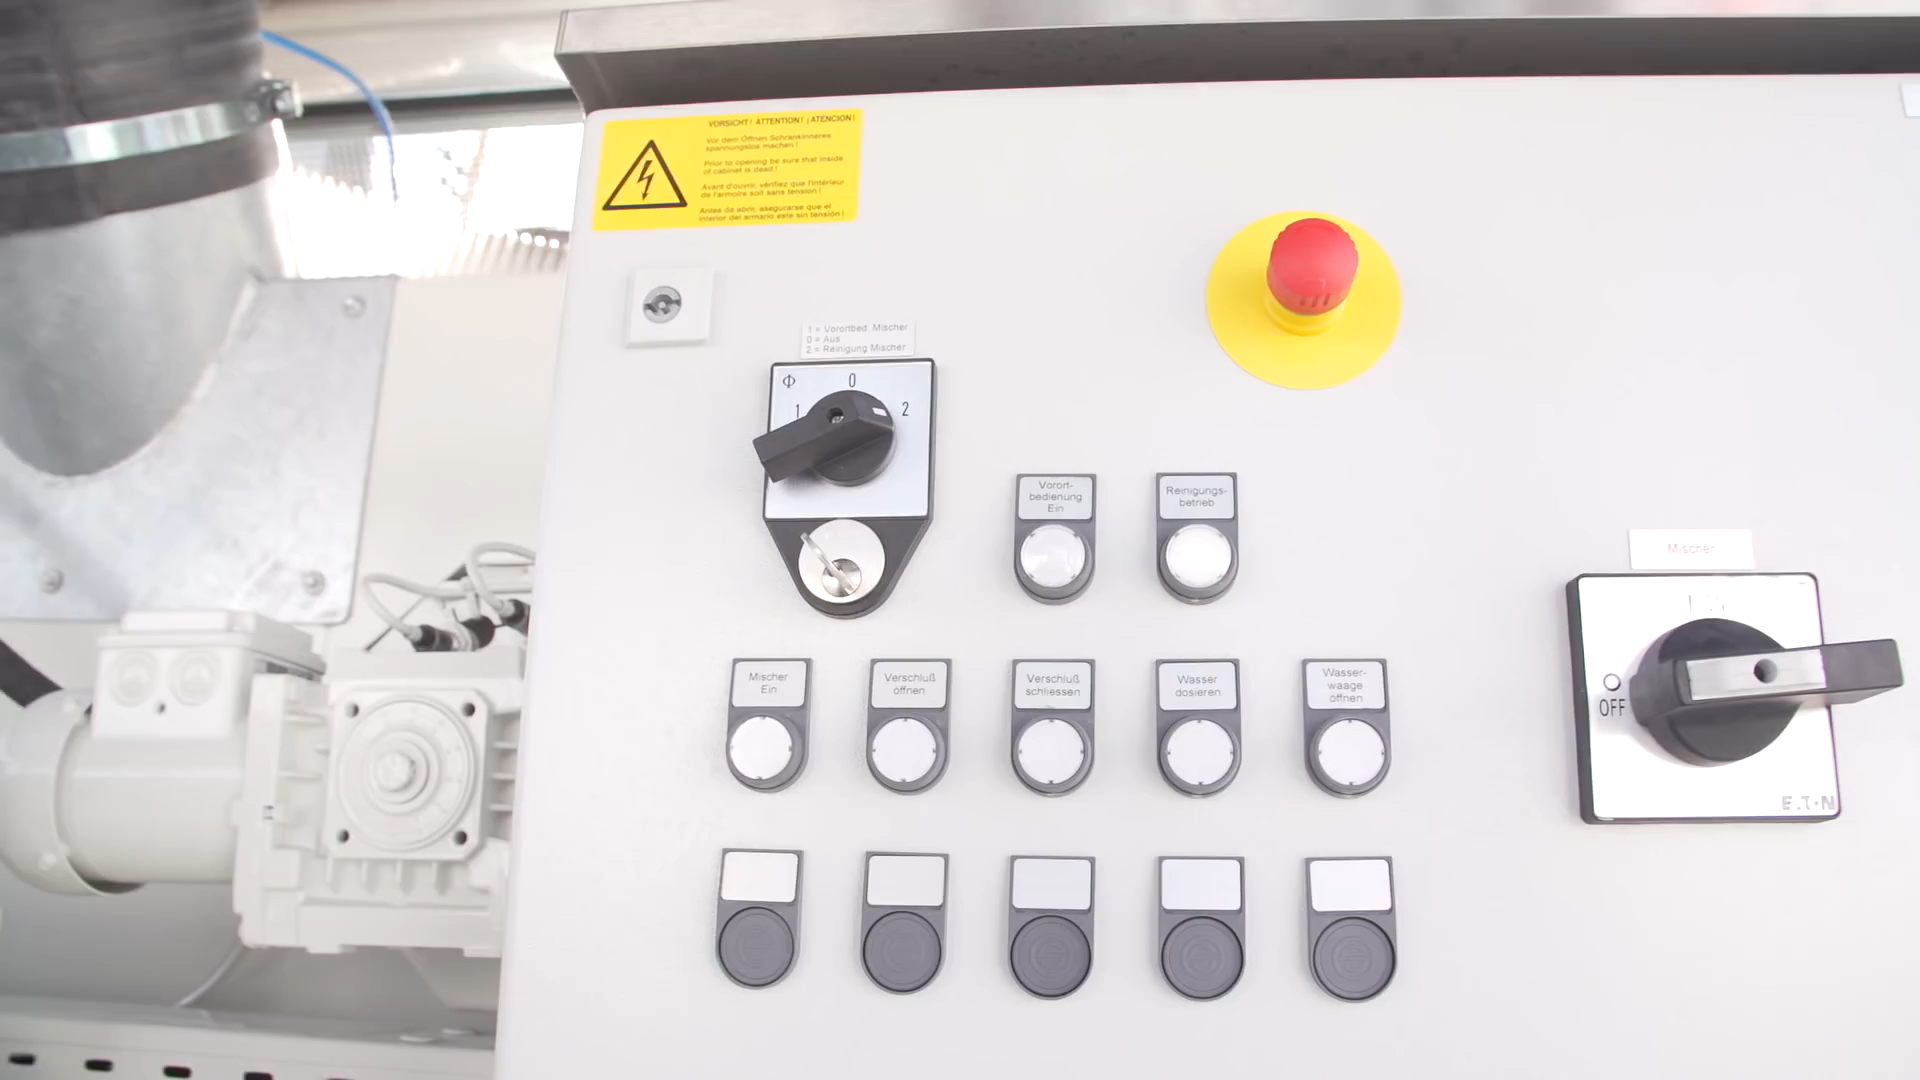 VORSICHT! ATTENTION! ¡ATENCION!
Vor dem Öffnen Schrankinneres
spannungslos machen!
Prior to opening be sure that inside
of cabinet is dead!
Avant d'ouvrir, vérifiez que l'intérieur
de l'armoire soit sans tension!
Antes de abrir, asegurarse que el
interior del armario este sin tensión!
1 = Vorortbed. Mischer
0 = Aus
2 = Reinigung Mischer
0
1
2
Vorort-
bedienung
Ein
Reinigungs-
betrieb
Mischer
OFF
E.T.N
Mischer
Ein
Verschluß
öffnen
Verschluß
schliessen
Wasser
dosieren
Wasser-
waage
öffnen